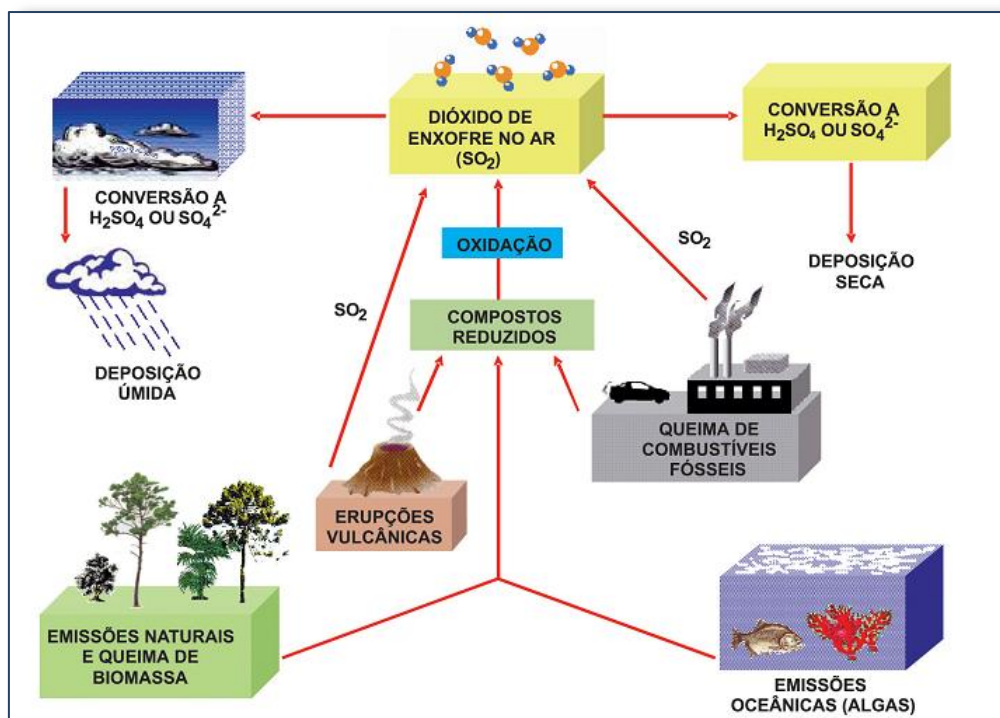 DIÓXIDO DE
ENXOFRE NO AR
(SO₂)
CONVERSÃO A
H₂SO₄ OU SO₄²⁻
CONVERSÃO A
H₂SO₄ OU SO₄²⁻
OXIDAÇÃO
SO₂
DEPOSIÇÃO
SECA
SO₂
COMPOSTOS
REDUZIDOS
DEPOSIÇÃO
ÚMIDA
QUEIMA DE
COMBUSTÍVEIS
FÓSSEIS
ERUPÇÕES
VULCÂNICAS
EMISSÕES NATURAIS
E QUEIMA DE
BIOMASSA
EMISSÕES
OCEÂNICAS (ALGAS)